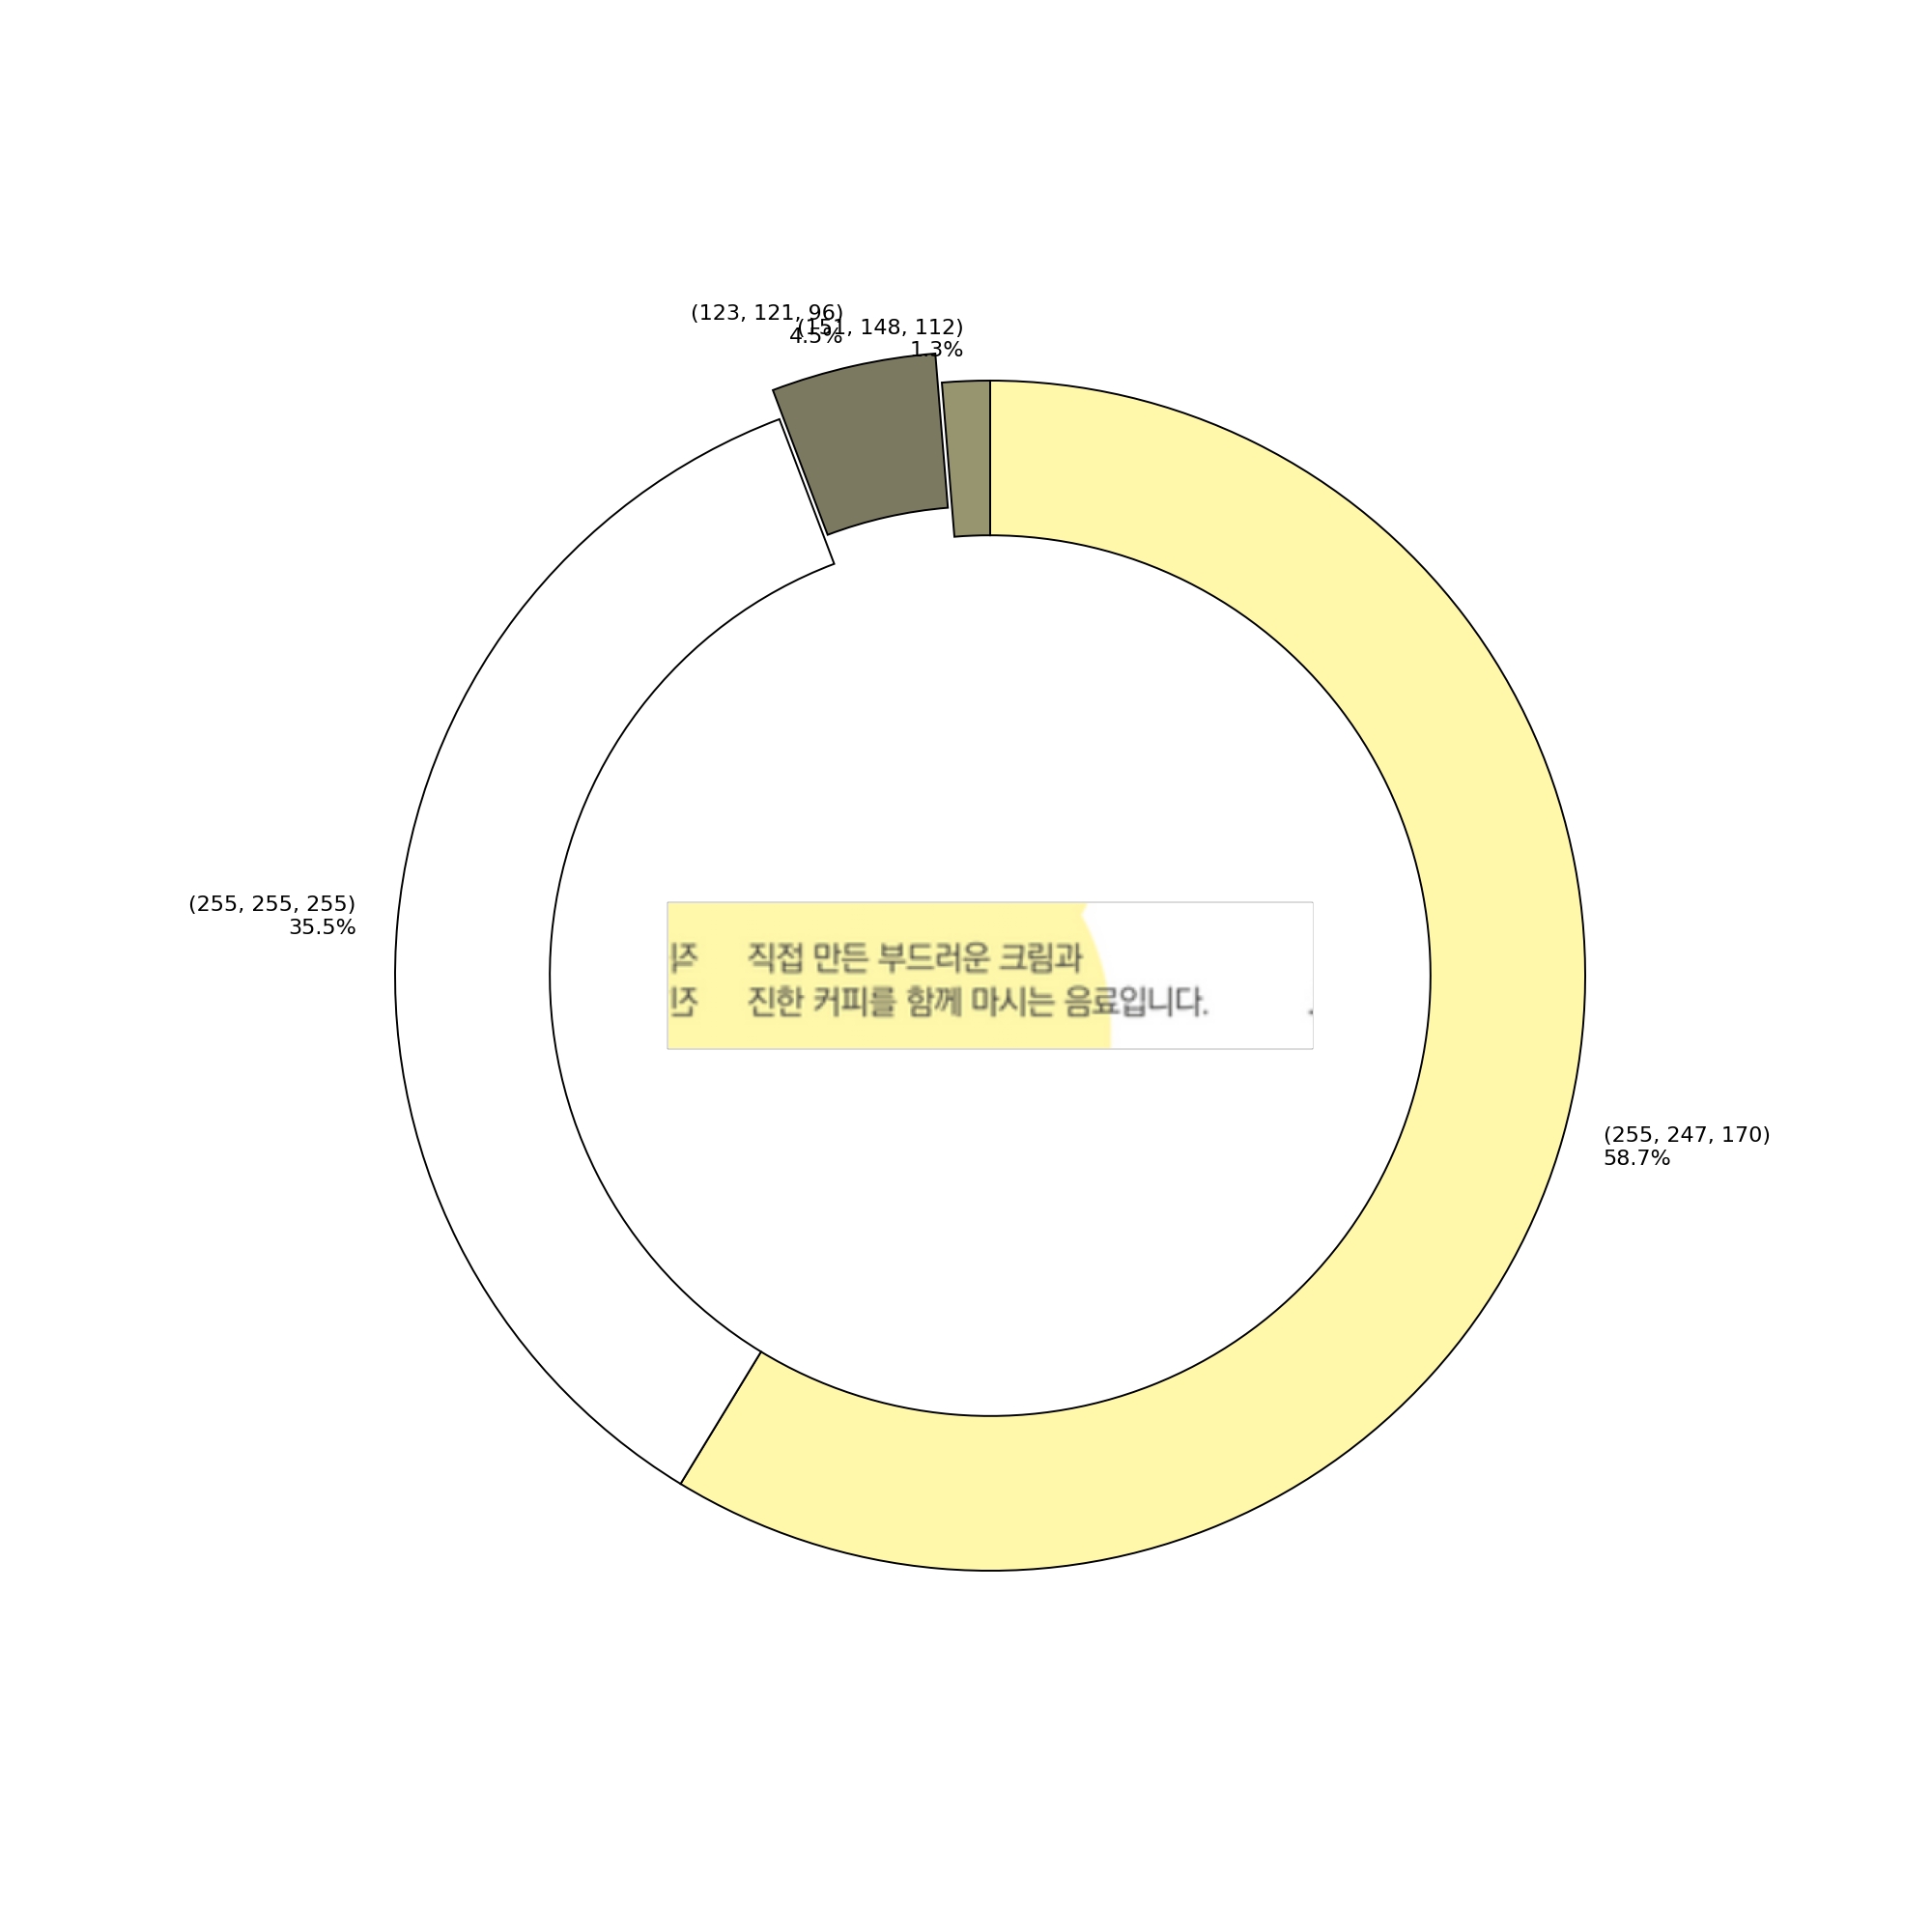 (123, 121, 96)
4.5%
(151, 148, 112)
1.3%
(255, 255, 255)
35.5%
직접 만든 부드러운 크림과
진한 커피를 함께 마시는 음료입니다.
(255, 247, 170)
58.7%